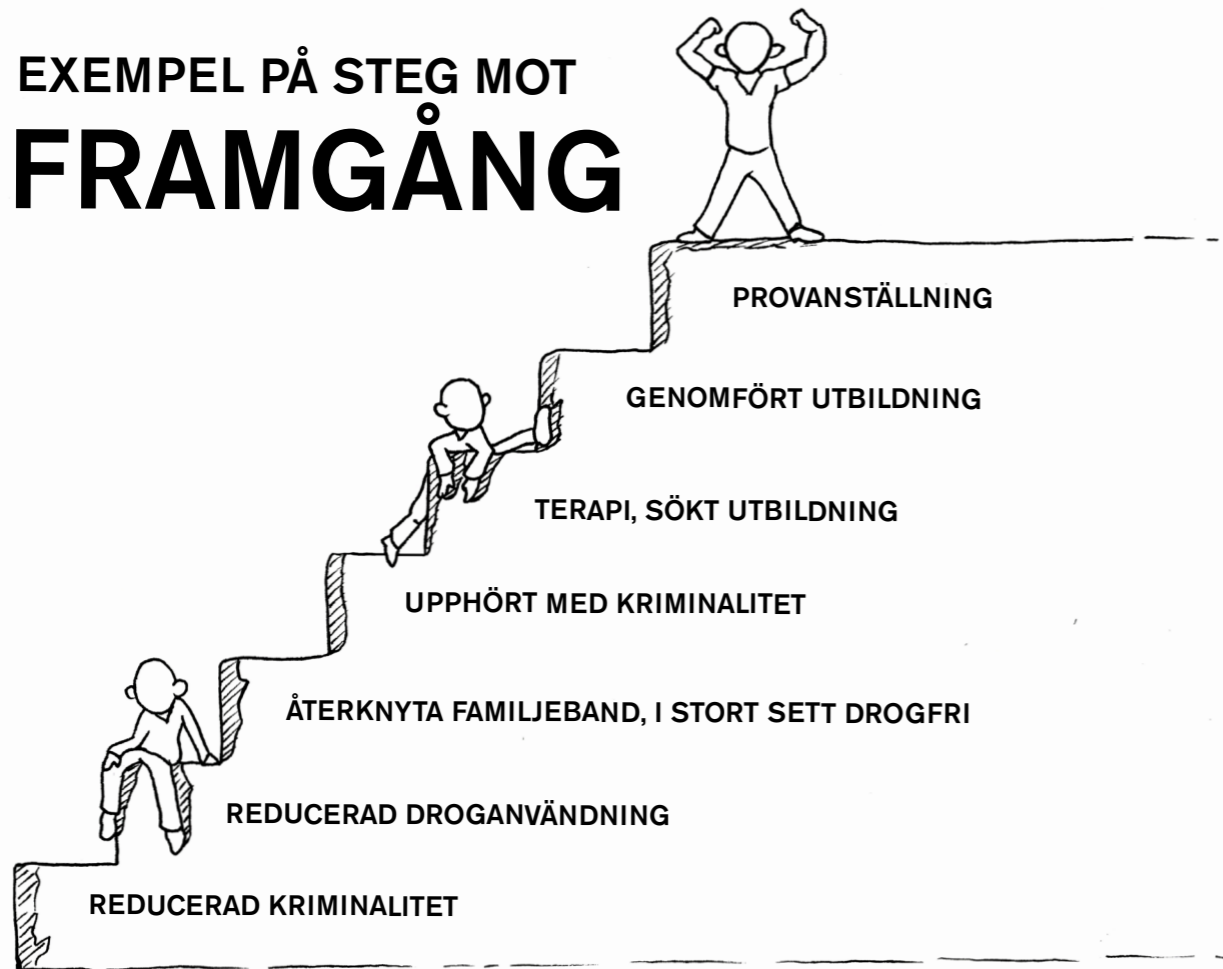 EXEMPEL PÅ STEG MOT
FRAMGÅNG
PROVANSTÄLLNING
GENOMFÖRT UTBILDNING
TERAPI, SÖKT UTBILDNING
UPPHÖRT MED KRIMINALITET
ÅTERKNYTA FAMILJEBAND, I STORT SETT DROGFRI
REDUCERAD DROGANVÄNDNING
REDUCERAD KRIMINALITET